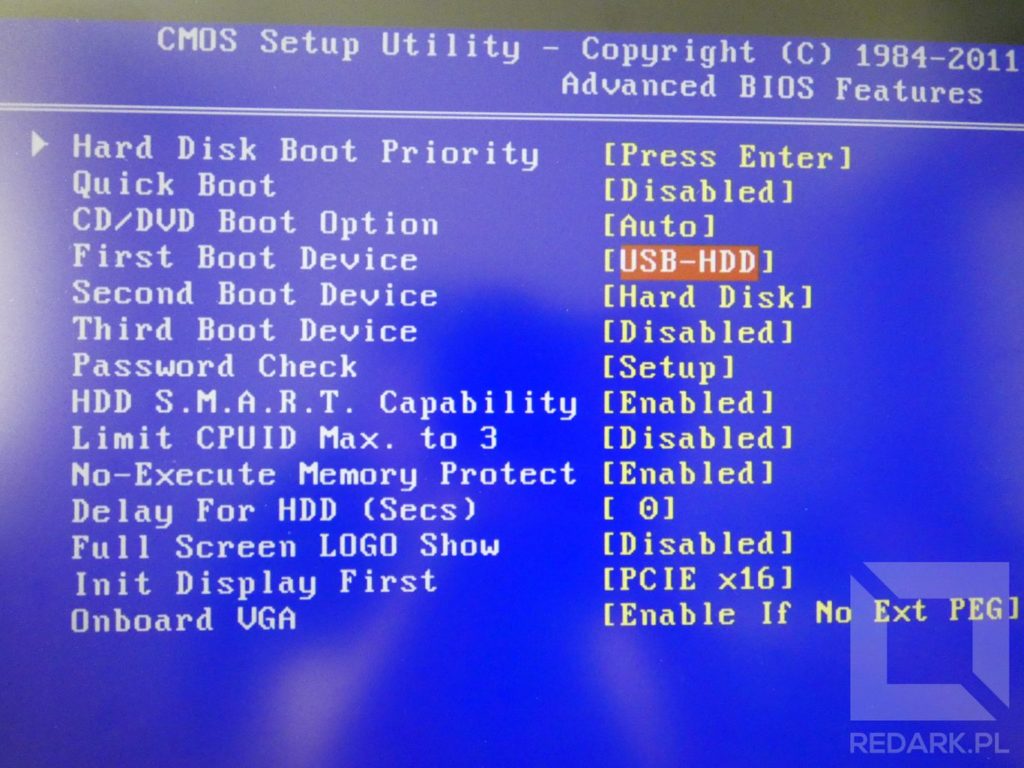 CMOS Setup Utility - Copyright (C) 1984-2011
Advanced BIOS Features
Hard Disk Boot Priority [Press Enter]
Quick Boot [Disabled]
CD/DVD Boot Option [Auto]
First Boot Device [USB-HDD]
Second Boot Device [Hard Disk]
Third Boot Device [Disabled]
Password Check [Setup]
HDD S.M.A.R.T. Capability [Enabled]
Limit CPUID Max. to 3 [Disabled]
No-Execute Memory Protect [Enabled]
Delay For HDD (Secs) [ 0]
Full Screen LOGO Show [Disabled]
Init Display First [PCIE x16]
Onboard VGA [Enable If No Ext PEG]
REDARK.PL